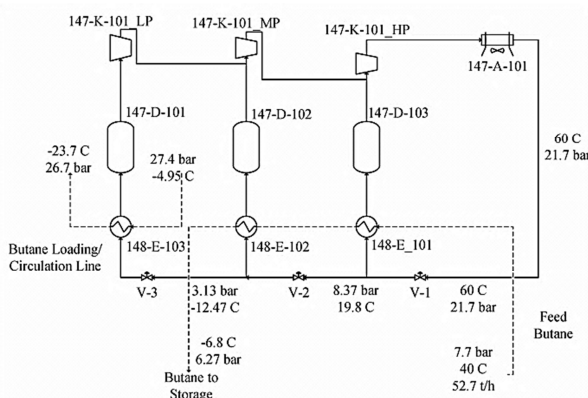 147-K-101_LP
147-K-101_MP
147-K-101_HP
147-A-101
147-D-101
147-D-102
147-D-103
-23.7 C
26.7 bar
27.4 bar
-4.95 C
60 C
21.7 bar
148-E-103
148-E-102
148-E_101
Butane Loading/
Circulation Line
V-3
3.13 bar
-12.47 C
V-2
8.37 bar
19.8 C
V-1
60 C
21.7 bar
Feed
Butane
-6.8 C
6.27 bar
Butane to
Storage
7.7 bar
40 C
52.7 t/h